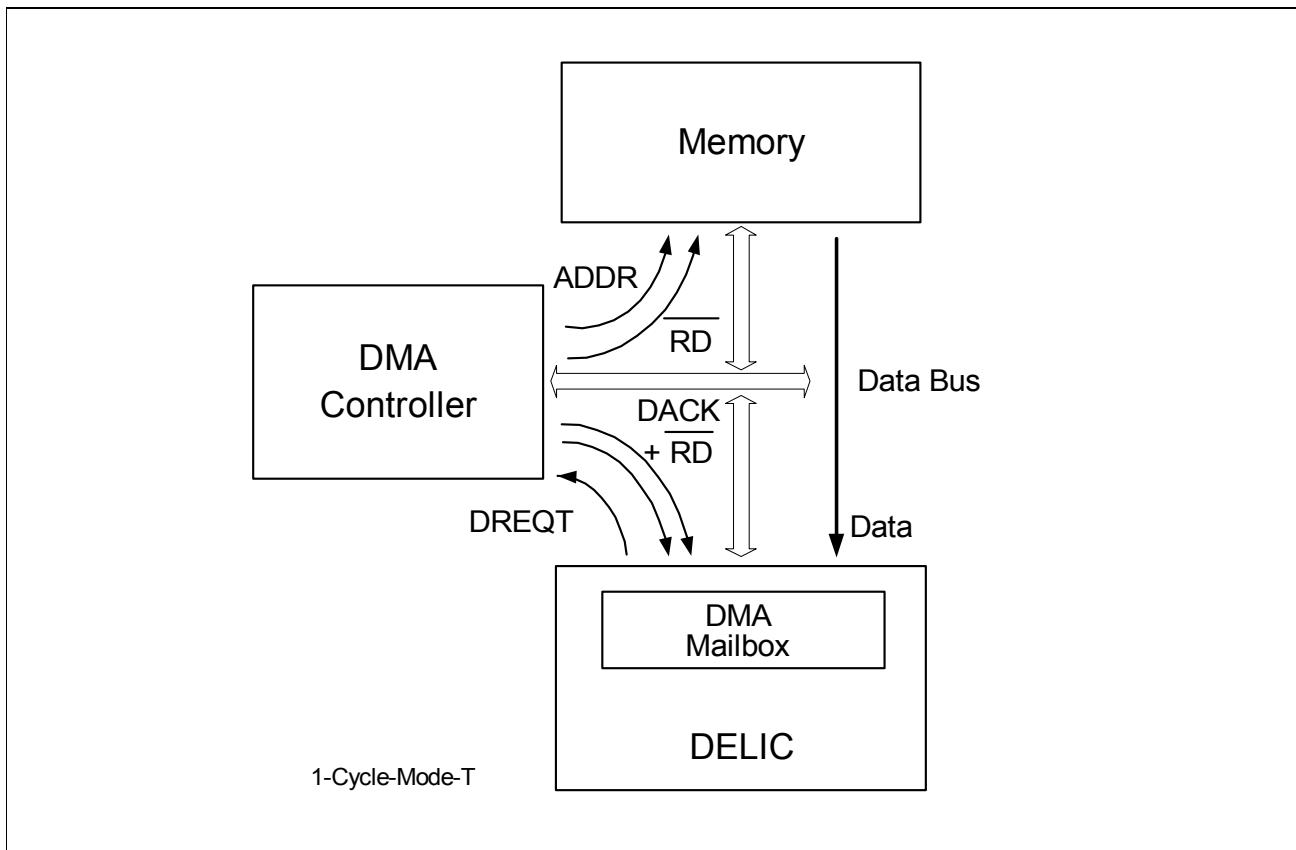 Memory
ADDR
RD
DMA
Controller
Data Bus
DACK
+ RD
DREQT
Data
DMA
Mailbox
DELIC
1-Cycle-Mode-T